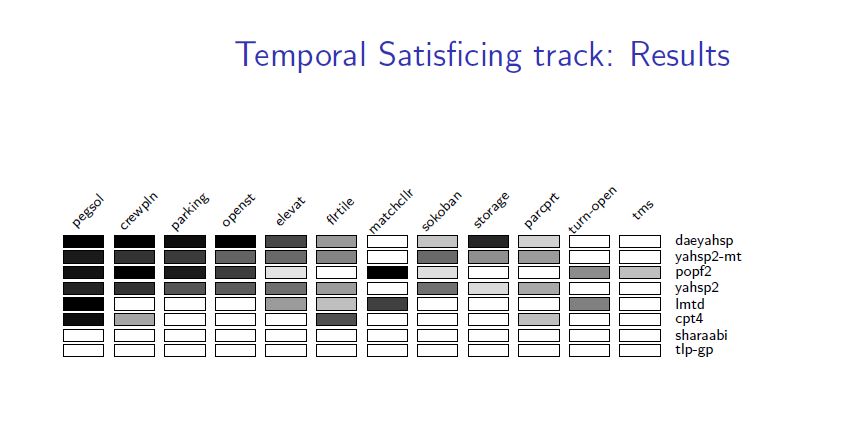 Temporal Satisficing track: Results
pegsol crewpln parking openst elevat flrtile matchcllr sokoban storage parcprt turn-open tms
daeyahsp
yahsp2-mt
popf2
yahsp2
lmtd
cpt4
sharaabi
tlp-gp